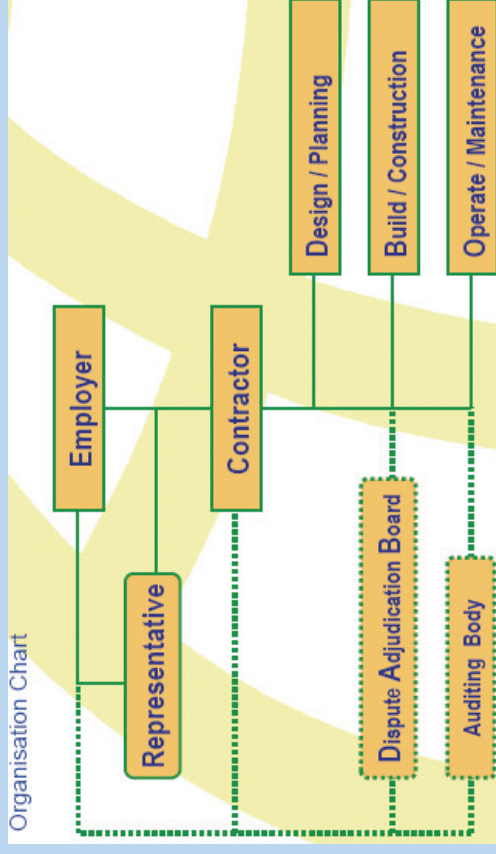 Organisation Chart
Employer
Representative
Contractor
Design / Planning
Dispute Adjudication Board
Build / Construction
Auditing Body
Operate / Maintenance